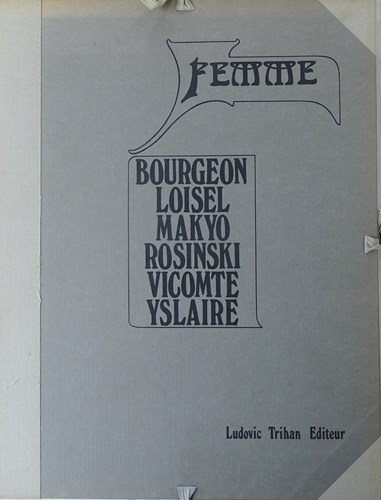 FEMME
BOURGEON
LOISEL
MAKYO
ROSINSKI
VICOMTE
YSLAIRE
Ludovic Trihan Editeur